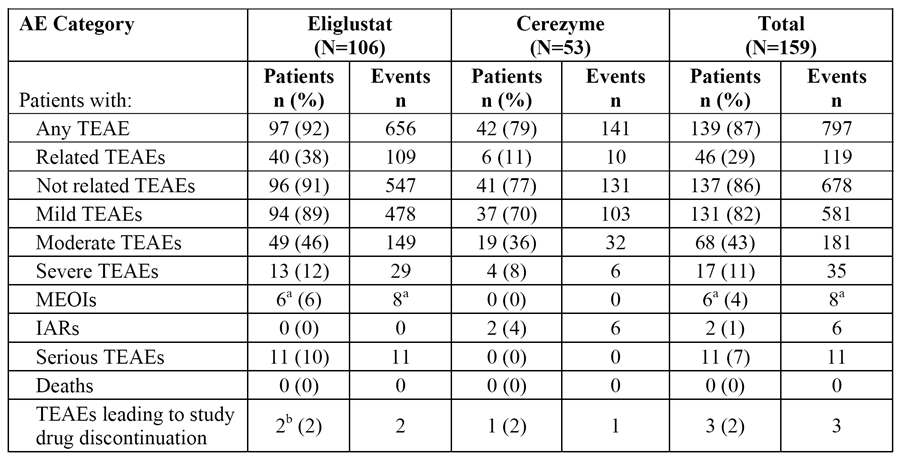 AE Category Eliglustat (N=106) Cerezyme (N=53) Total (N=159)
Patients with: Patients n (%) Events n Patients n (%) Events n Patients n (%) Events n
Any TEAE 97 (92) 656 42 (79) 141 139 (87) 797
Related TEAEs 40 (38) 109 6 (11) 10 46 (29) 119
Not related TEAEs 96 (91) 547 41 (77) 131 137 (86) 678
Mild TEAEs 94 (89) 478 37 (70) 103 131 (82) 581
Moderate TEAEs 49 (46) 149 19 (36) 32 68 (43) 181
Severe TEAEs 13 (12) 29 4 (8) 6 17 (11) 35
MEOIs 6a (6) 8a 0 (0) 0 6a (4) 8a
IARs 0 (0) 0 2 (4) 6 2 (1) 6
Serious TEAEs 11 (10) 11 0 (0) 0 11 (7) 11
Deaths 0 (0) 0 0 (0) 0 0 (0) 0
TEAEs leading to study drug discontinuation 2b (2) 2 1 (2) 1 3 (2) 3